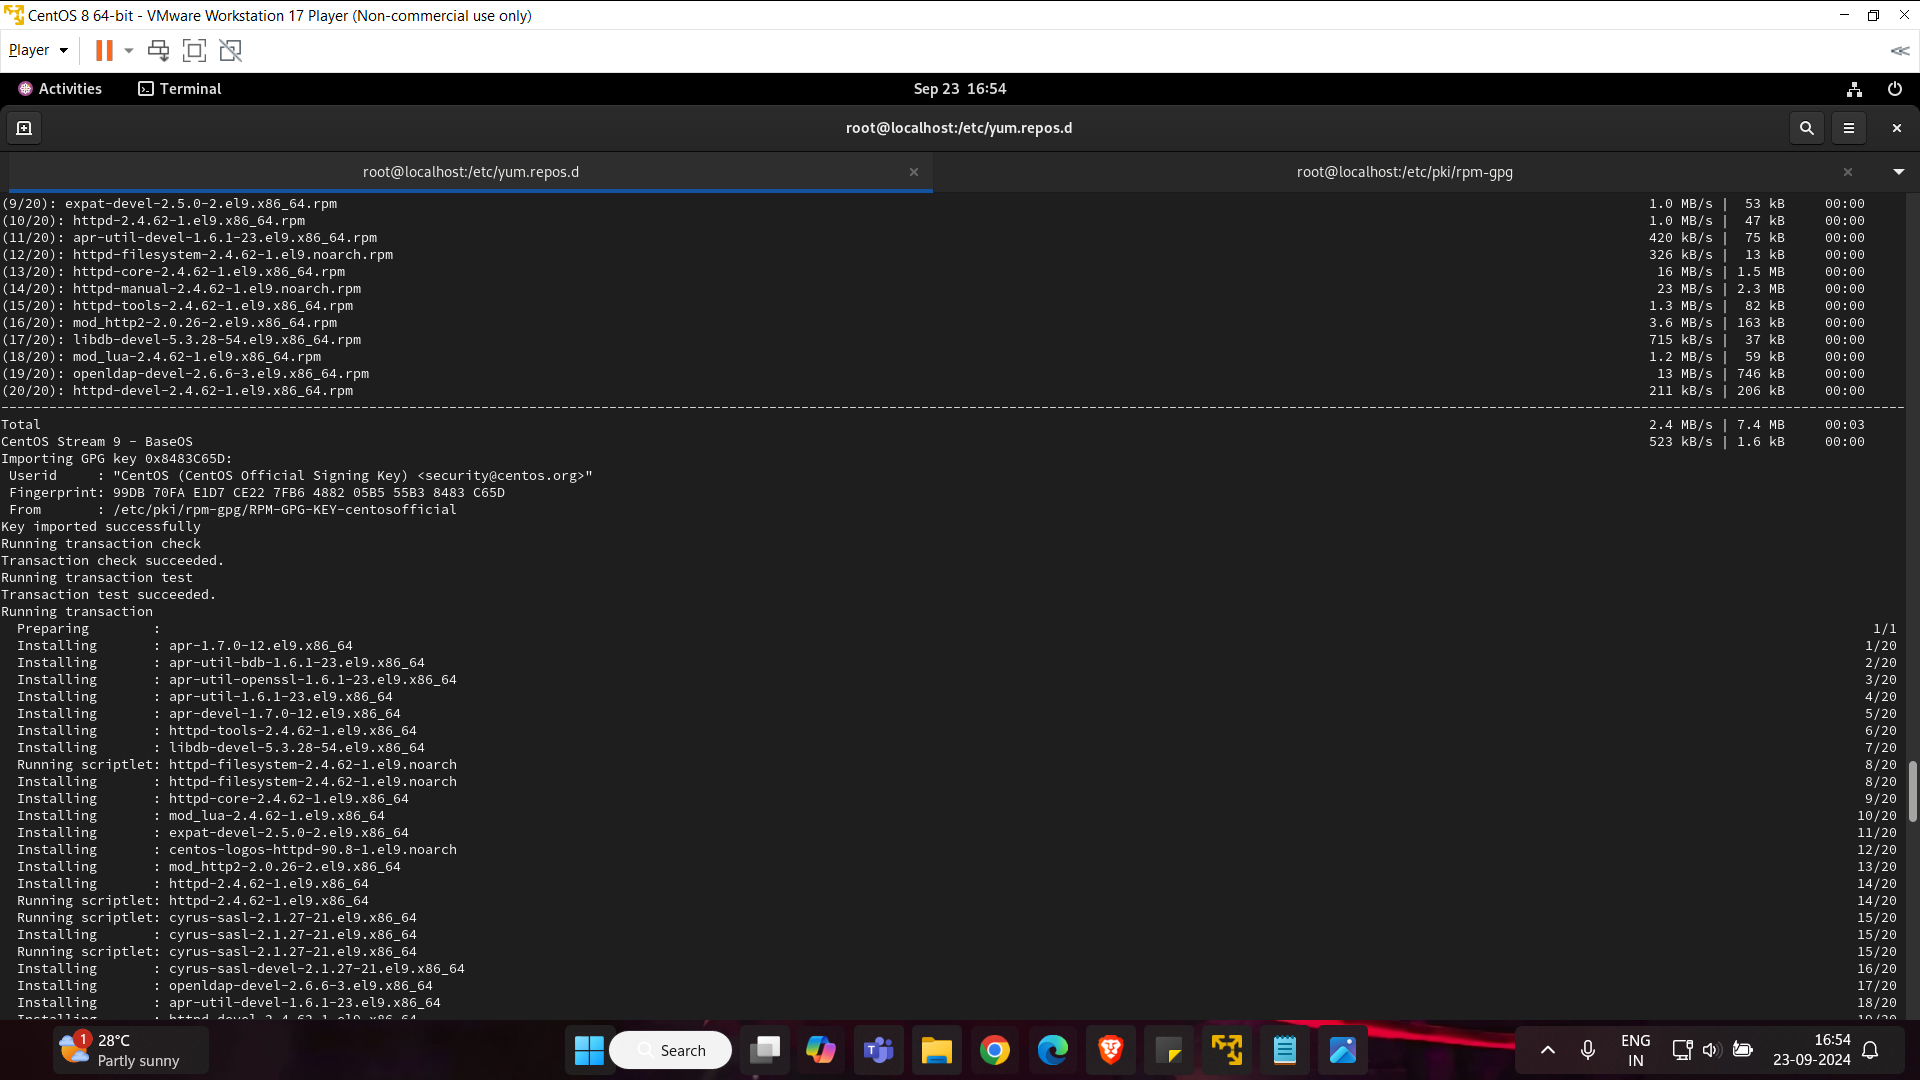 CentOS 8 64-bit - VMware Workstation 17 Player (Non-commercial use only)
Player
Activities Terminal Sep 23 16:54
root@localhost:/etc/yum.repos.d
root@localhost:/etc/yum.repos.d root@localhost:/etc/pki/rpm-gpg
(9/20): expat-devel-2.5.0-2.el9.x86_64.rpm 1.0 MB/s | 53 kB 00:00
(10/20): httpd-2.4.62-1.el9.x86_64.rpm 1.0 MB/s | 47 kB 00:00
(11/20): apr-util-devel-1.6.1-23.el9.x86_64.rpm 420 kB/s | 75 kB 00:00
(12/20): httpd-filesystem-2.4.62-1.el9.noarch.rpm 326 kB/s | 13 kB 00:00
(13/20): httpd-core-2.4.62-1.el9.x86_64.rpm 16 MB/s | 1.5 MB 00:00
(14/20): httpd-manual-2.4.62-1.el9.noarch.rpm 23 MB/s | 2.3 MB 00:00
(15/20): httpd-tools-2.4.62-1.el9.x86_64.rpm 1.3 MB/s | 82 kB 00:00
(16/20): mod_http2-2.0.26-2.el9.x86_64.rpm 3.6 MB/s | 163 kB 00:00
(17/20): libdb-devel-5.3.28-54.el9.x86_64.rpm 715 kB/s | 37 kB 00:00
(18/20): mod_lua-2.4.62-1.el9.x86_64.rpm 1.2 MB/s | 59 kB 00:00
(19/20): openldap-devel-2.6.6-3.el9.x86_64.rpm 13 MB/s | 746 kB 00:00
(20/20): httpd-devel-2.4.62-1.el9.x86_64.rpm 211 kB/s | 206 kB 00:00
Total 2.4 MB/s | 7.4 MB 00:03
CentOS Stream 9 - BaseOS 523 kB/s | 1.6 kB 00:00
Importing GPG key 0x8483C65D:
Userid : "CentOS (CentOS Official Signing Key) <security@centos.org>"
Fingerprint: 99DB 70FA E1D7 CE22 7FB6 4882 05B5 55B3 8483 C65D
From : /etc/pki/rpm-gpg/RPM-GPG-KEY-centosofficial
Key imported successfully
Running transaction check
Transaction check succeeded.
Running transaction test
Transaction test succeeded.
Running transaction
Preparing : 1/1
Installing : apr-1.7.0-12.el9.x86_64 1/20
Installing : apr-util-bdb-1.6.1-23.el9.x86_64 2/20
Installing : apr-util-openssl-1.6.1-23.el9.x86_64 3/20
Installing : apr-util-1.6.1-23.el9.x86_64 4/20
Installing : apr-devel-1.7.0-12.el9.x86_64 5/20
Installing : httpd-tools-2.4.62-1.el9.x86_64 6/20
Installing : libdb-devel-5.3.28-54.el9.x86_64 7/20
Running scriptlet: httpd-filesystem-2.4.62-1.el9.noarch 8/20
Installing : httpd-filesystem-2.4.62-1.el9.noarch 8/20
Installing : httpd-core-2.4.62-1.el9.x86_64 9/20
Installing : mod_lua-2.4.62-1.el9.x86_64 10/20
Installing : expat-devel-2.5.0-2.el9.x86_64 11/20
Installing : centos-logos-httpd-90.8-1.el9.noarch 12/20
Installing : mod_http2-2.0.26-2.el9.x86_64 13/20
Installing : httpd-2.4.62-1.el9.x86_64 14/20
Running scriptlet: httpd-2.4.62-1.el9.x86_64 14/20
Running scriptlet: cyrus-sasl-2.1.27-21.el9.x86_64 15/20
Installing : cyrus-sasl-2.1.27-21.el9.x86_64 15/20
Running scriptlet: cyrus-sasl-2.1.27-21.el9.x86_64 15/20
Installing : cyrus-sasl-devel-2.1.27-21.el9.x86_64 16/20
Installing : openldap-devel-2.6.6-3.el9.x86_64 17/20
Installing : apr-util-devel-1.6.1-23.el9.x86_64 18/20
Installing : httpd-devel-2.4.62-1.el9.x86_64 19/20
1 28°C
Partly sunny
Search
ENG
IN
16:54
23-09-2024